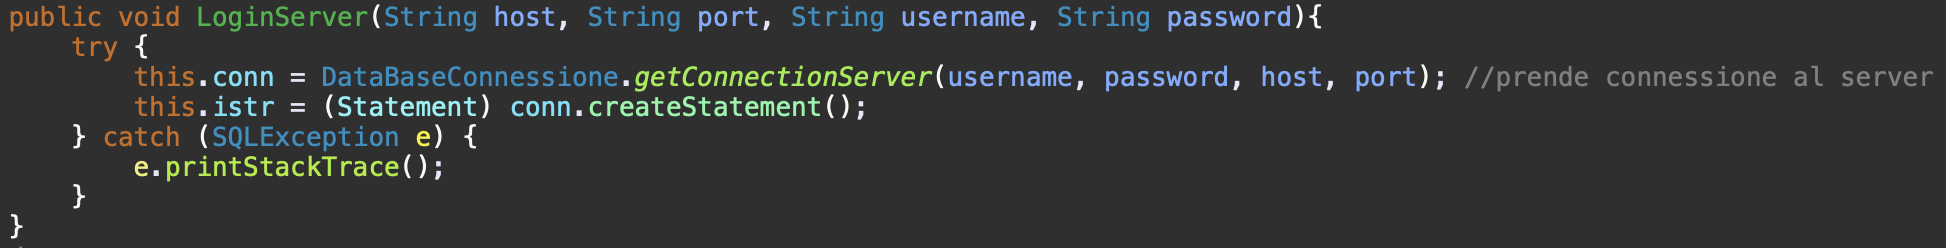 public void LoginServer(String host, String port, String username, String password){
    try {
        this.conn = DataBaseConnessione.getConnectionServer(username, password, host, port); //prende connessione al server
        this.istr = (Statement) conn.createStatement();
    } catch (SQLException e) {
        e.printStackTrace();
    }
}